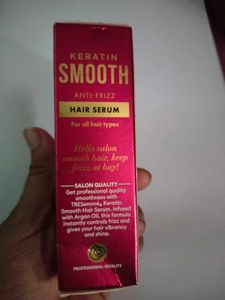 KERATIN
SMOOTH
ANTI-FRIZZ
HAIR SERUM
For all hair types
Hello salon
smooth hair, keep
frizz at bay!
SALON QUALITY
Get professional quality
smoothness with
TRESemmé, Keratin
Smooth Hair Serum. Infused
with Argan Oil, this formula
instantly controls frizz and
gives your hair vibrancy
and shine.
PROFESSIONAL-QUALITY